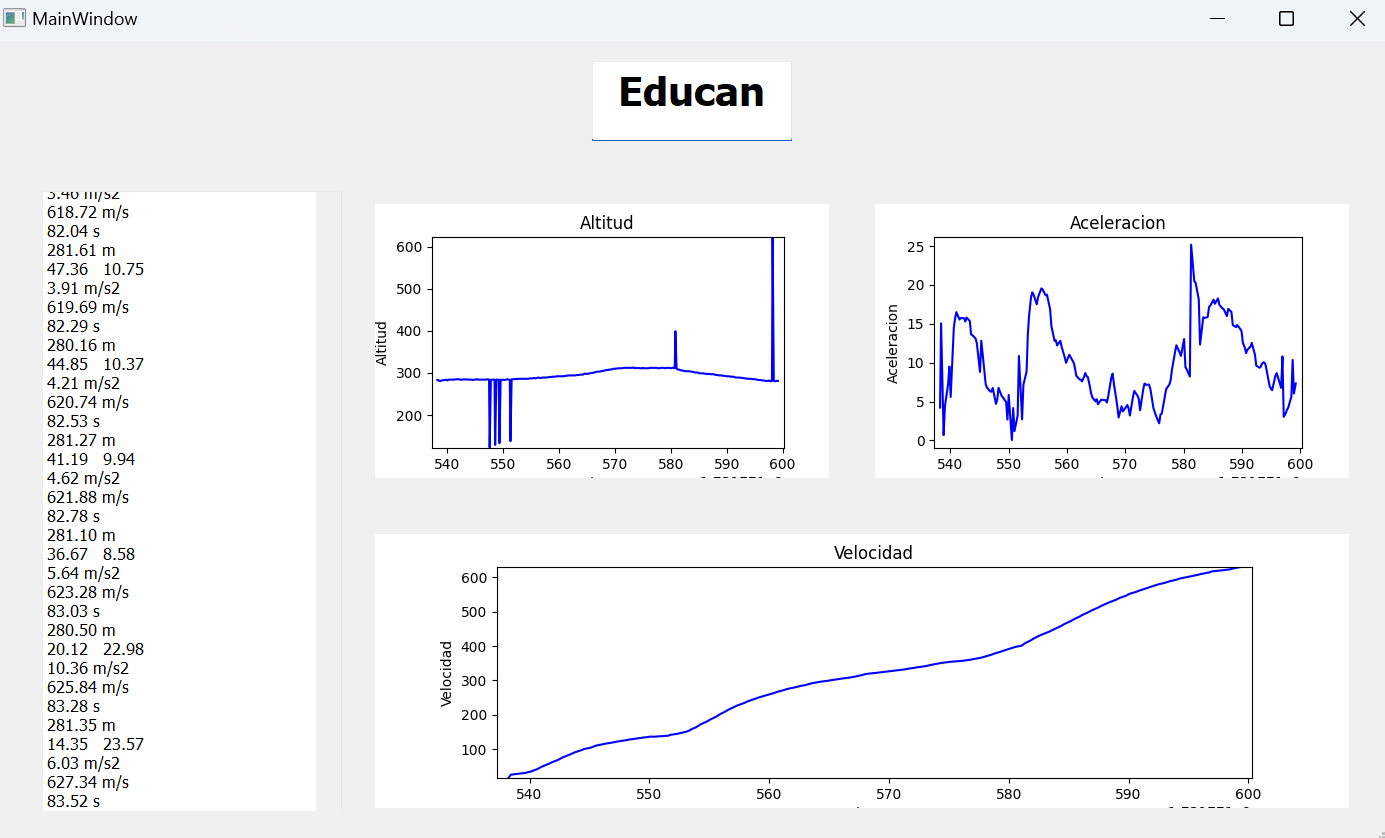 MainWindow
Educan
3.46 m/s2
618.72 m/s
82.04 s
281.61 m
47.36 10.75
3.91 m/s2
619.69 m/s
82.29 s
280.16 m
44.85 10.37
4.21 m/s2
620.74 m/s
82.53 s
281.27 m
41.19 9.94
4.62 m/s2
621.88 m/s
82.78 s
281.10 m
36.67 8.58
5.64 m/s2
623.28 m/s
83.03 s
280.50 m
20.12 22.98
10.36 m/s2
625.84 m/s
83.28 s
281.35 m
14.35 23.57
6.03 m/s2
627.34 m/s
83.52 s
Altitud
Altitud
600
500
400
300
200
540 550 560 570 580 590 600
Aceleracion
Aceleracion
25
20
15
10
5
0
540 550 560 570 580 590 600
Velocidad
Velocidad
600
500
400
300
200
100
540 550 560 570 580 590 600